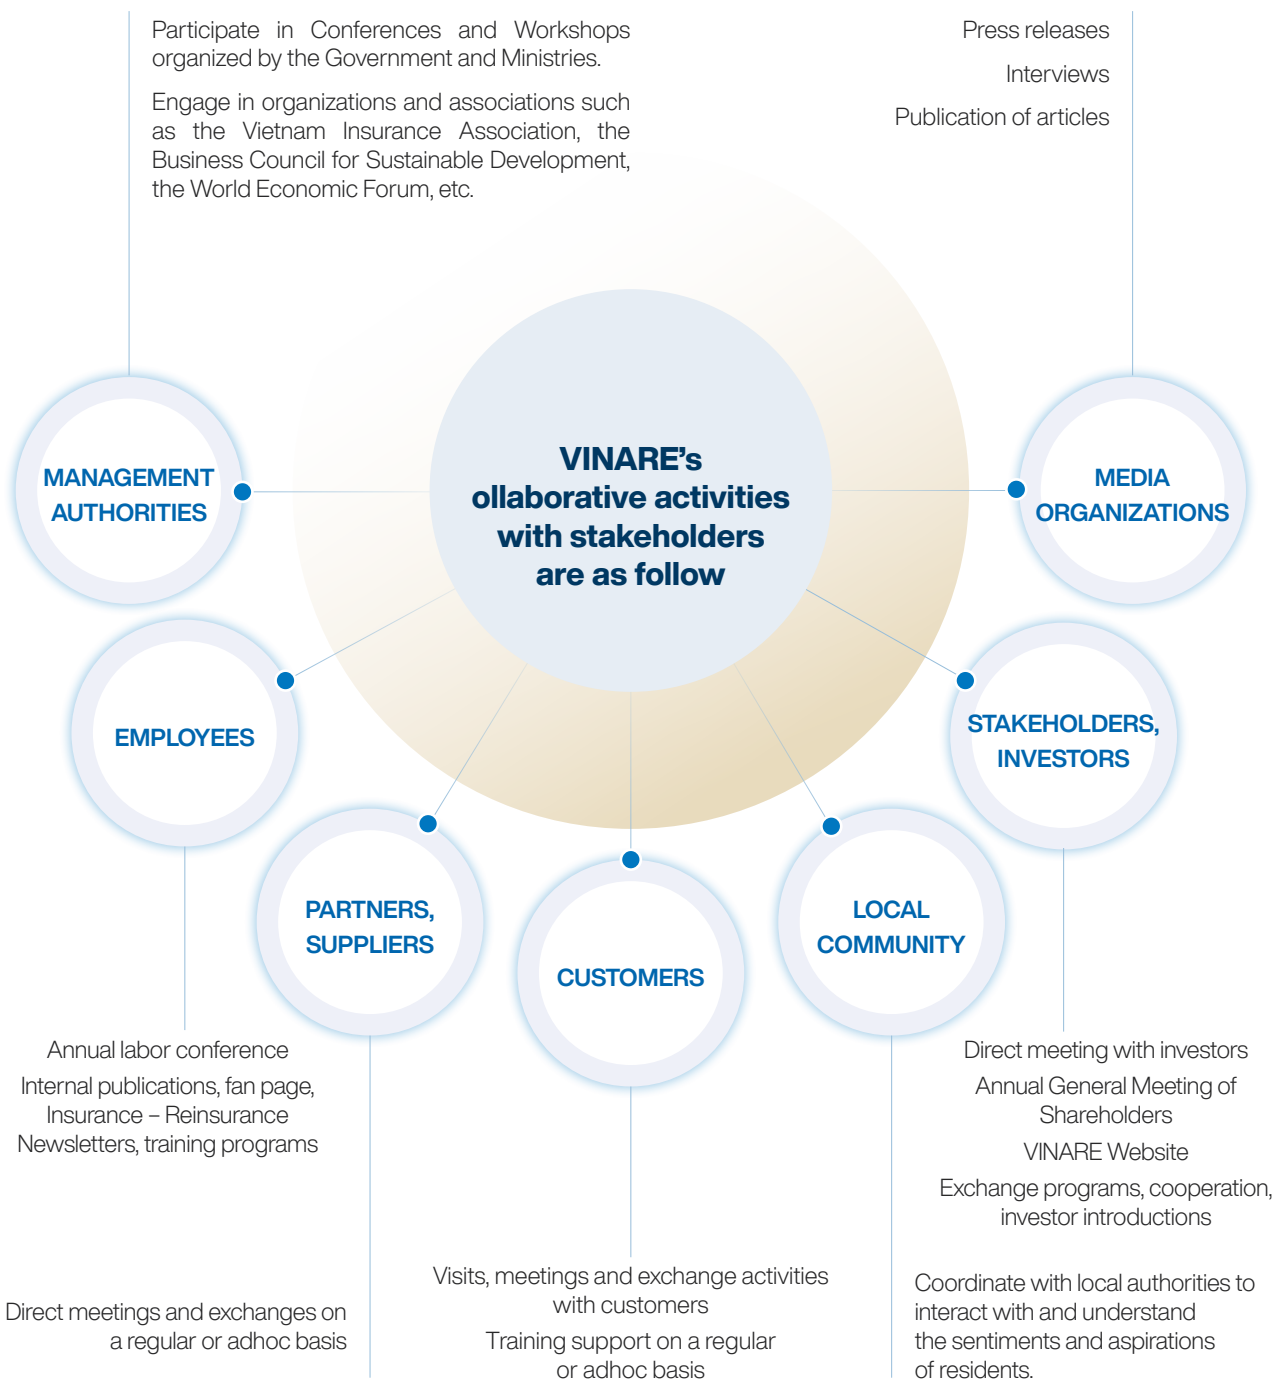 Participate in Conferences and Workshops
organized by the Government and Ministries.
Engage in organizations and associations such
as the Vietnam Insurance Association, the
Business Council for Sustainable Development,
the World Economic Forum, etc.
Press releases
Interviews
Publication of articles
VINARE's
ollaborative activities
with stakeholders
are as follow
MANAGEMENT
AUTHORITIES
MEDIA
ORGANIZATIONS
EMPLOYEES
STAKEHOLDERS,
INVESTORS
PARTNERS,
SUPPLIERS
LOCAL
COMMUNITY
CUSTOMERS
Annual labor conference
Internal publications, fan page,
Insurance – Reinsurance
Newsletters, training programs
Direct meeting with investors
Annual General Meeting of
Shareholders
VINARE Website
Exchange programs, cooperation,
investor introductions
Direct meetings and exchanges on
a regular or adhoc basis
Visits, meetings and exchange activities
with customers
Training support on a regular
or adhoc basis
Coordinate with local authorities to
interact with and understand
the sentiments and aspirations
of residents.